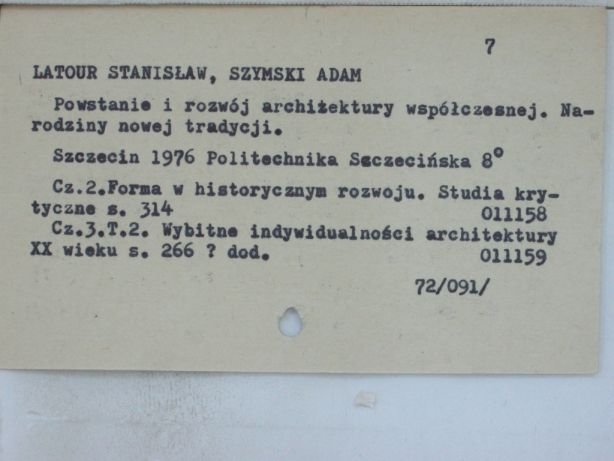 7
LATOUR STANISŁAW, SZYMSKI ADAM
Powstanie i rozwój architektury współczesnej. Na-
rodziny nowej tradycji.
Szczecin 1976 Politechnika Szczecińska 8°
Cz.2.Forma w historycznym rozwoju. Studia kry-
tyczne s. 314 011158
Cz.3.T.2. Wybitne indywidualności architektury
XX wieku s. 266 ? dod. 011159
72/091/